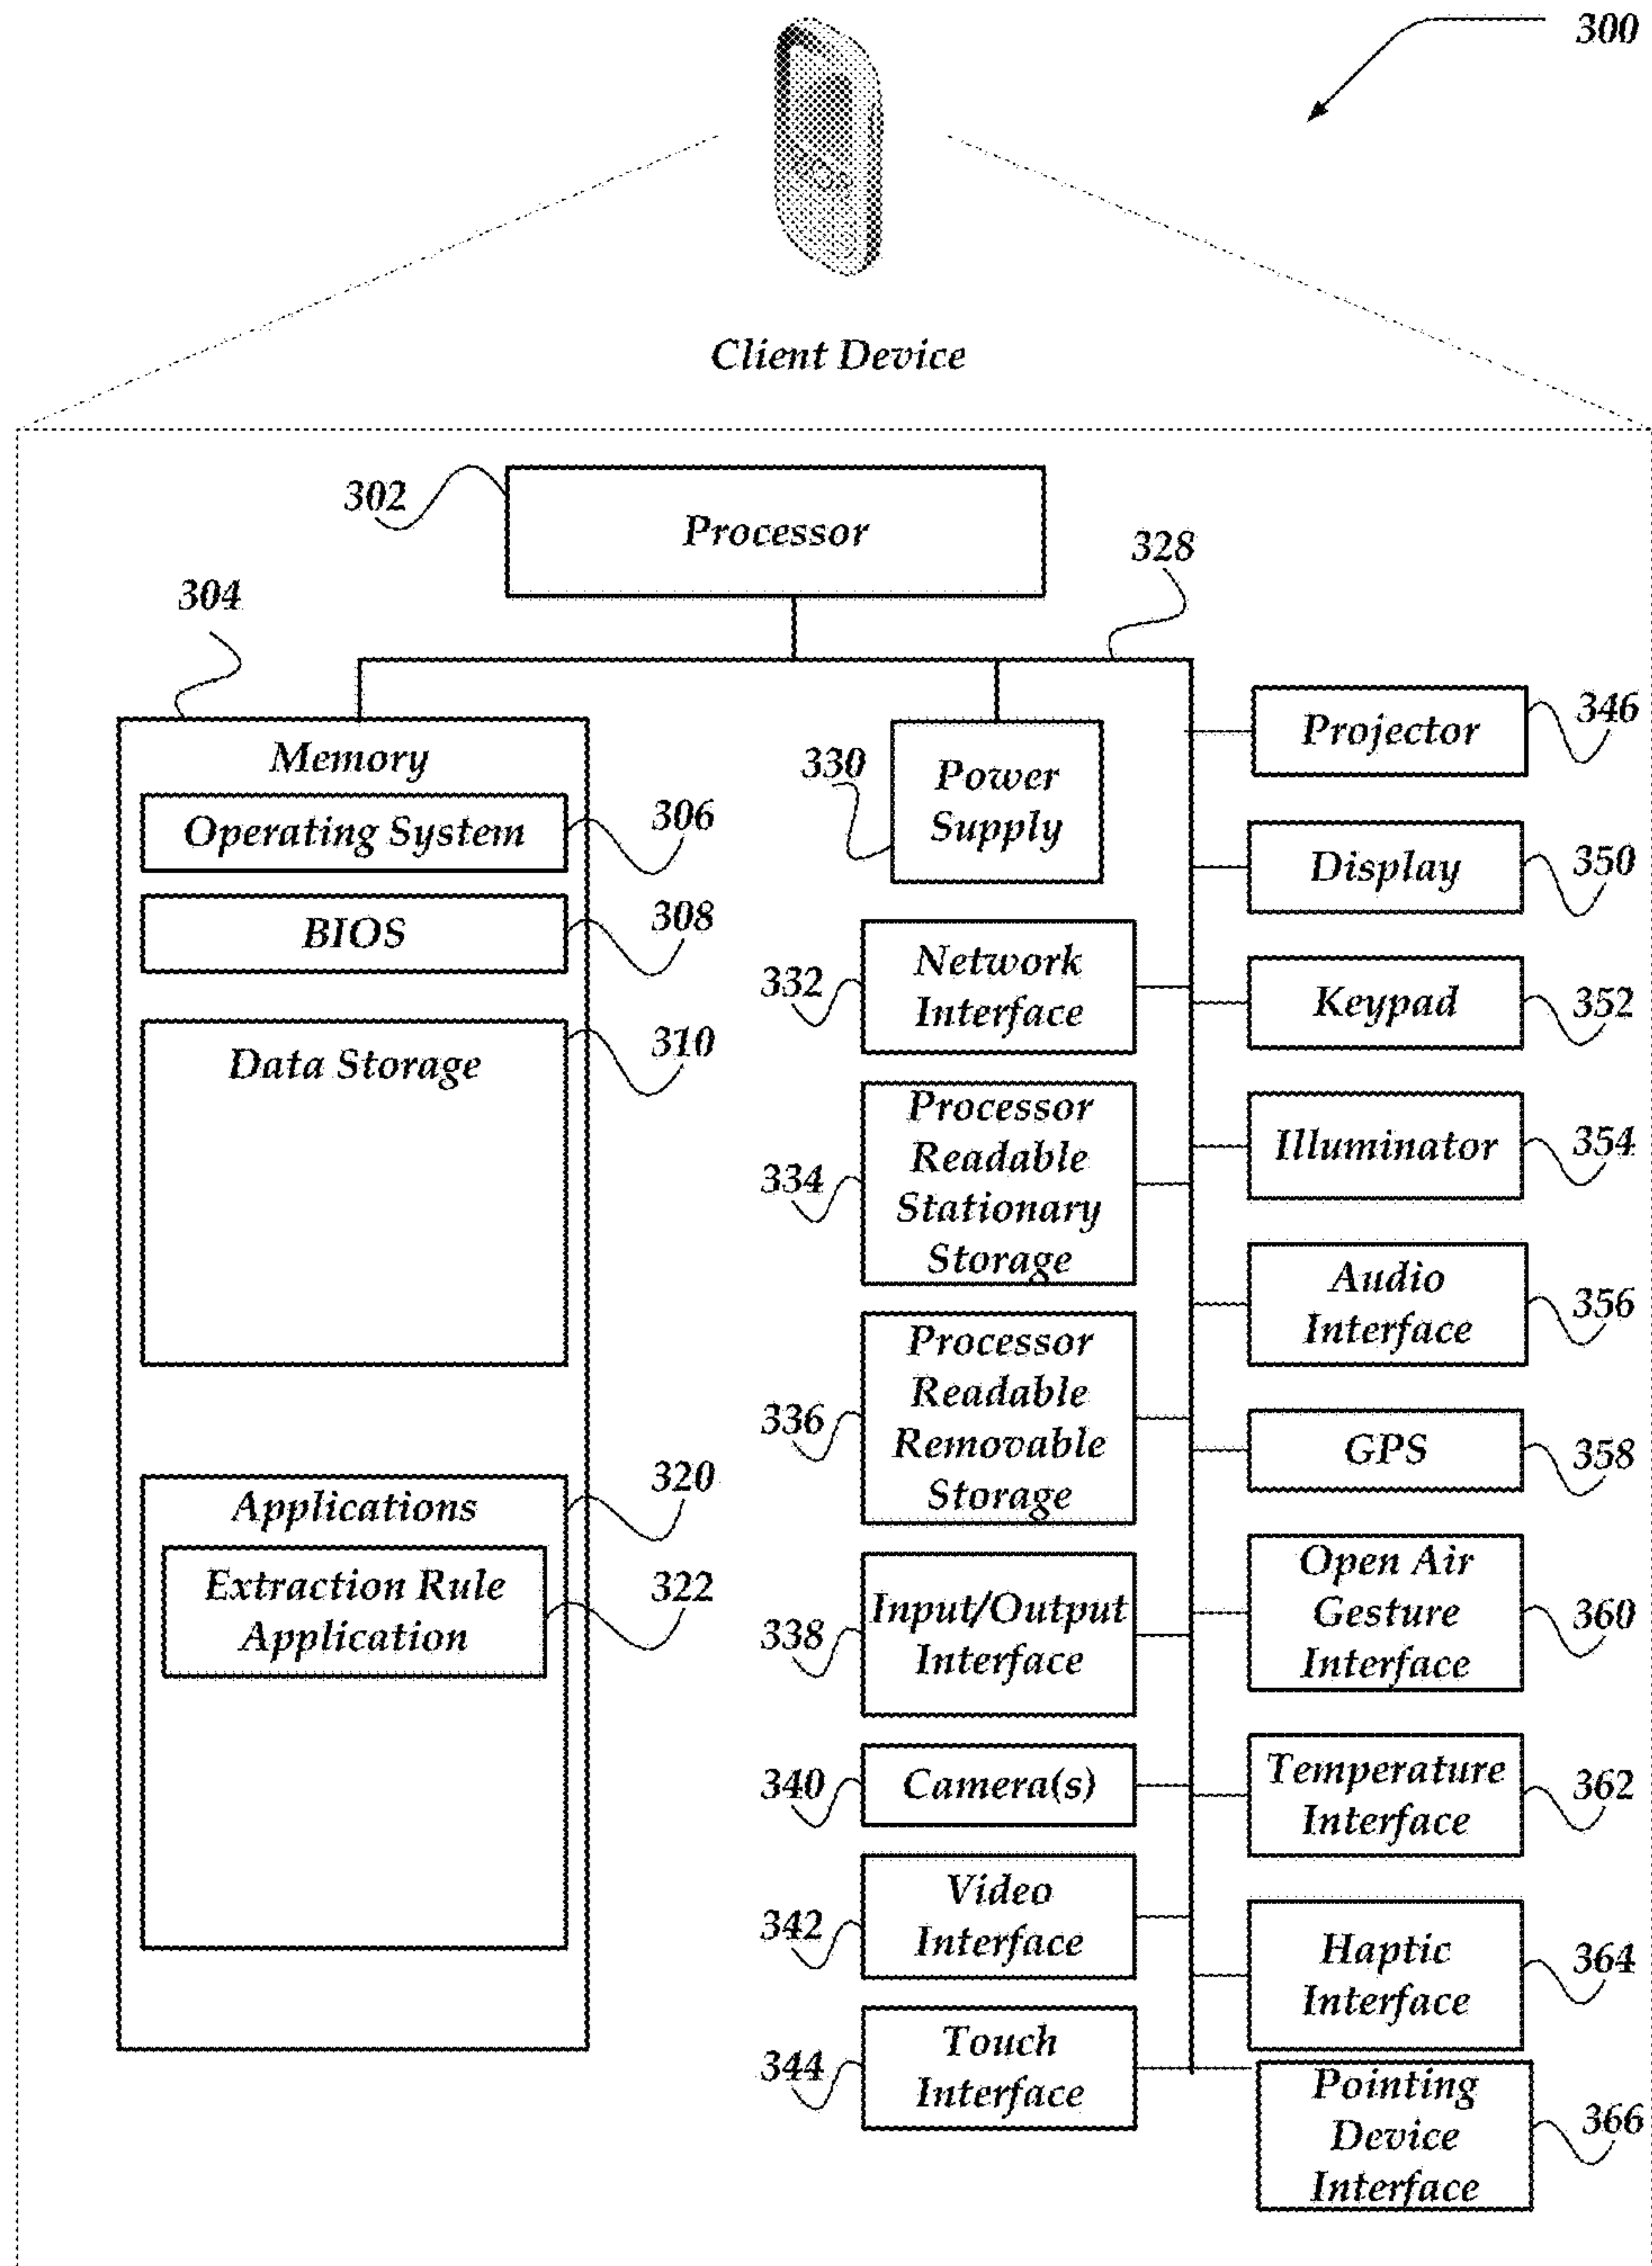 300
Client Device
302
Processor
328
304
Memory
Operating System
306
BIOS
308
Data Storage
310
Applications
320
Extraction Rule
Application
322
330
Power
Supply
332
Network
Interface
334
Processor
Readable
Stationary
Storage
336
Processor
Readable
Removable
Storage
338
Input/Output
Interface
340
Camera(s)
342
Video
Interface
344
Touch
Interface
Projector
346
Display
350
Keypad
352
Illuminator
354
Audio
Interface
356
GPS
358
Open Air
Gesture
Interface
360
Temperature
Interface
362
Haptic
Interface
364
Pointing
Device
Interface
366